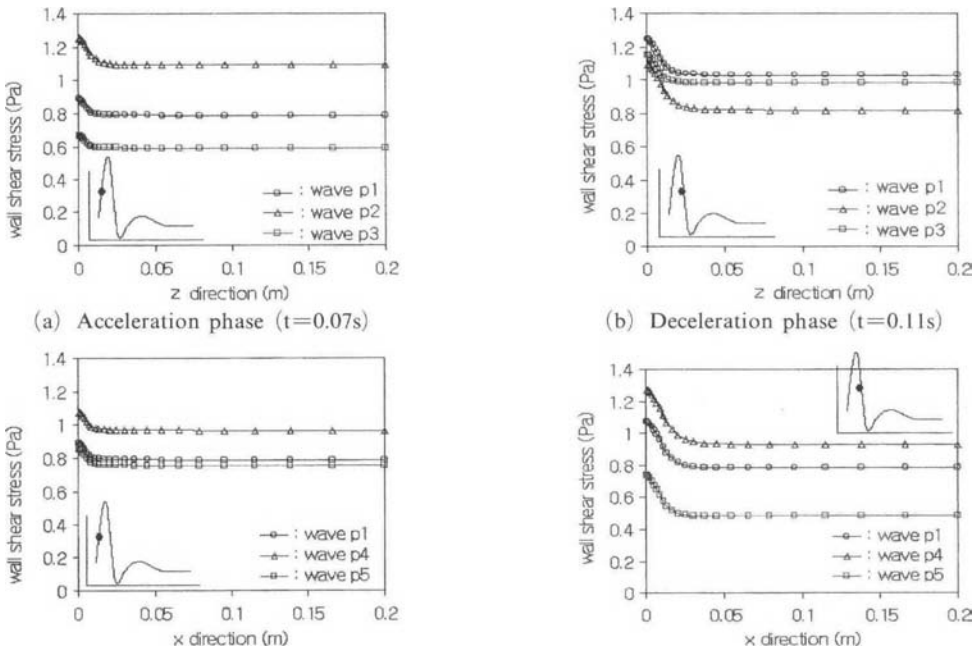 1.4
1.2
1
0.8
0.6
0.4
0.2
0
wall shear stress (Pa)
: wave p1
: wave p2
: wave p3
0 0.05 0.1 0.15 0.2
z direction (m)
(a) Acceleration phase (t=0.07s)
1.4
1.2
1
0.8
0.6
0.4
0.2
0
wall shear stress (Pa)
: wave p1
: wave p2
: wave p3
0 0.05 0.1 0.15 0.2
z direction (m)
(b) Deceleration phase (t=0.11s)
1.4
1.2
1
0.8
0.6
0.4
0.2
0
wall shear stress (Pa)
: wave p1
: wave p4
: wave p5
0 0.05 0.1 0.15 0.2
x direction (m)
1.4
1.2
1
0.8
0.6
0.4
0.2
0
wall shear stress (Pa)
: wave p1
: wave p4
: wave p5
0 0.05 0.1 0.15 0.2
x direction (m)